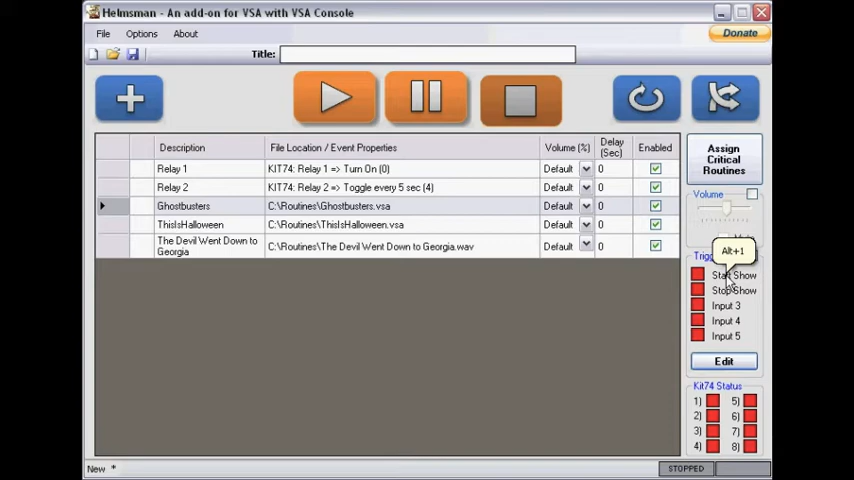 Helmsman - An add-on for VSA with VSA Console
File Options About
Donate
Title:
Description File Location / Event Properties Volume (%) Delay (Sec) Enabled
Relay 1 KIT74: Relay 1 => Turn On (0) Default 0
Relay 2 KIT74: Relay 2 => Toggle every 5 sec (4) Default 0
Ghostbusters C:\Routines\Ghostbusters.vsa Default 0
ThisIsHalloween C:\Routines\ThisIsHalloween.vsa Default 0
The Devil Went Down to Georgia C:\Routines\The Devil Went Down to Georgia.wav Default 0
Assign
Critical
Routines
Volume
Alt+1
Start Show
Stop Show
Input 3
Input 4
Input 5
Edit
Kit74 Status
1) 5)
2) 6)
3) 7)
4) 8)
New * STOPPED